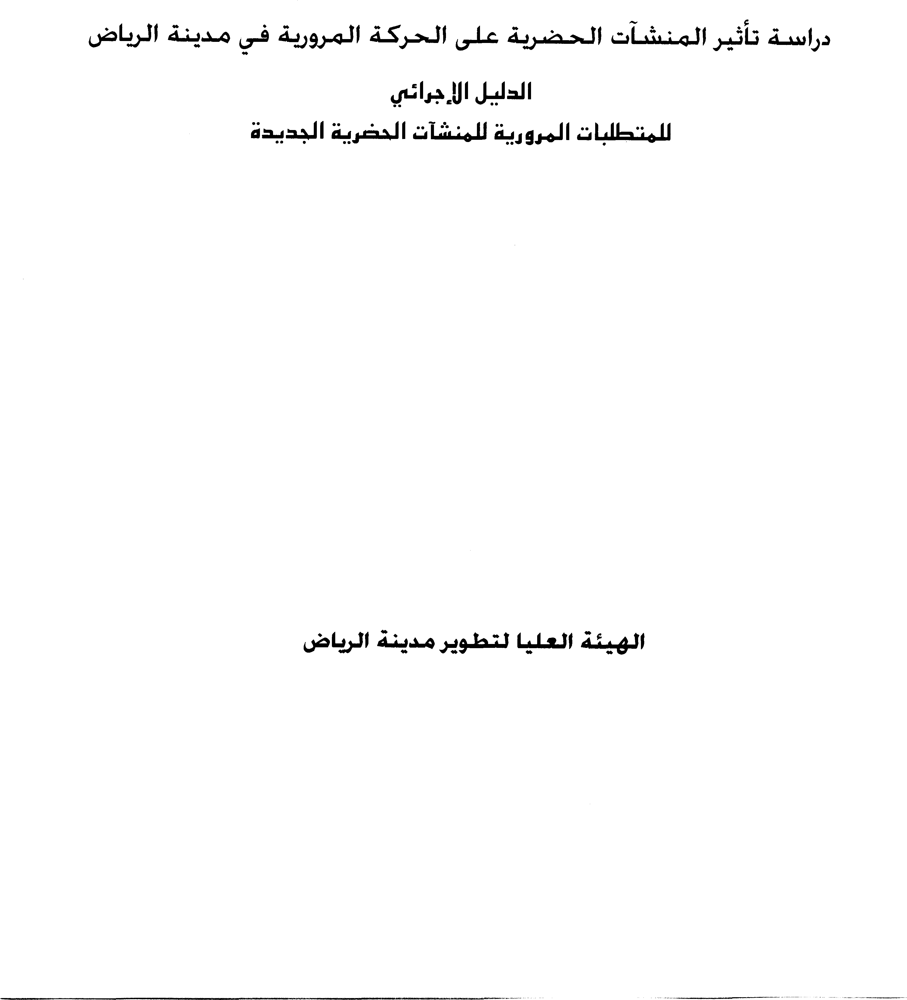 دراسة تأثير المنشآت الحضرية على الحركة المرورية في مدينة الرياض
الدليل الإجرائي
للمتطلبات المرورية للمنشآت الحضرية الجديدة
الهيئة العليا لتطوير مدينة الرياض